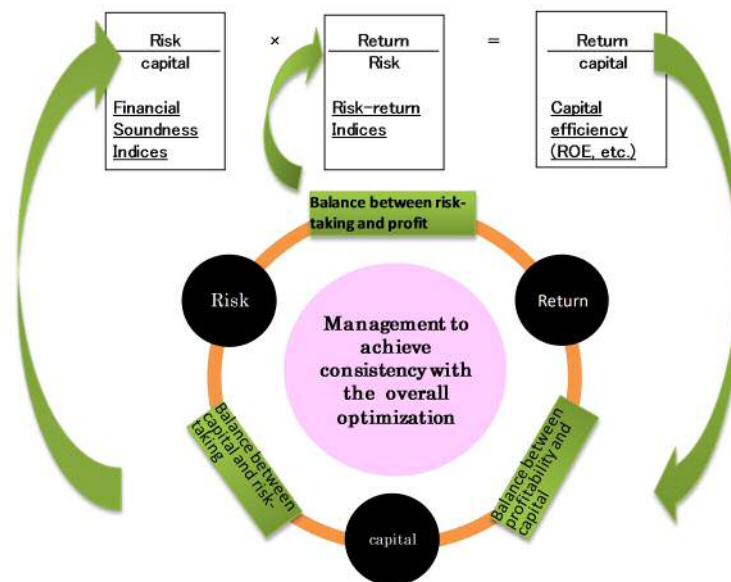 Risk × Return = Return
capital Risk capital
Financial
Soundness
Indices
Risk-return
Indices
Capital
efficiency
(ROE, etc.)
Balance between risk-
taking and profit
Risk
Return
Management to
achieve
consistency with
the overall
optimization
Balance between
capital and risk-
taking
Balance between
profitability and
capital
capital